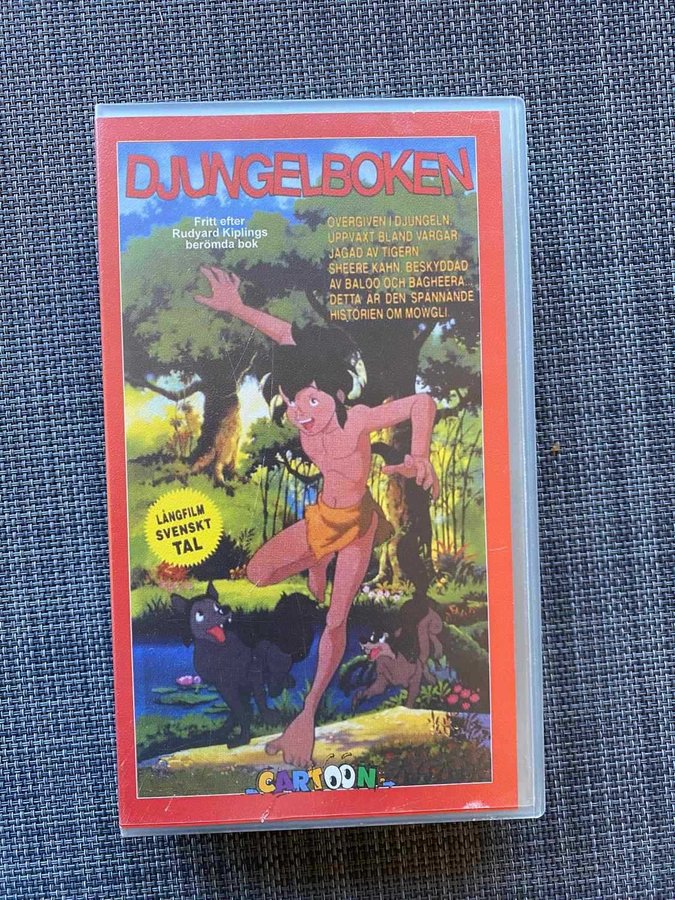 DJUNGELBOKEN
Fritt efter
Rudyard Kiplings
berömda bok
ÖVERGIVEN I DJUNGELN,
UPPVÄXT BLAND VARGAR
JAGAD AV TIGERN
SHEERE KAHN, BESKYDDAD
AV BALOO OCH BAGHEERA...
DETTA ÄR DEN SPÄNNANDE
HISTORIEN OM MOWGLI.
LÅNGFILM
SVENSKT
TAL
CARTOON